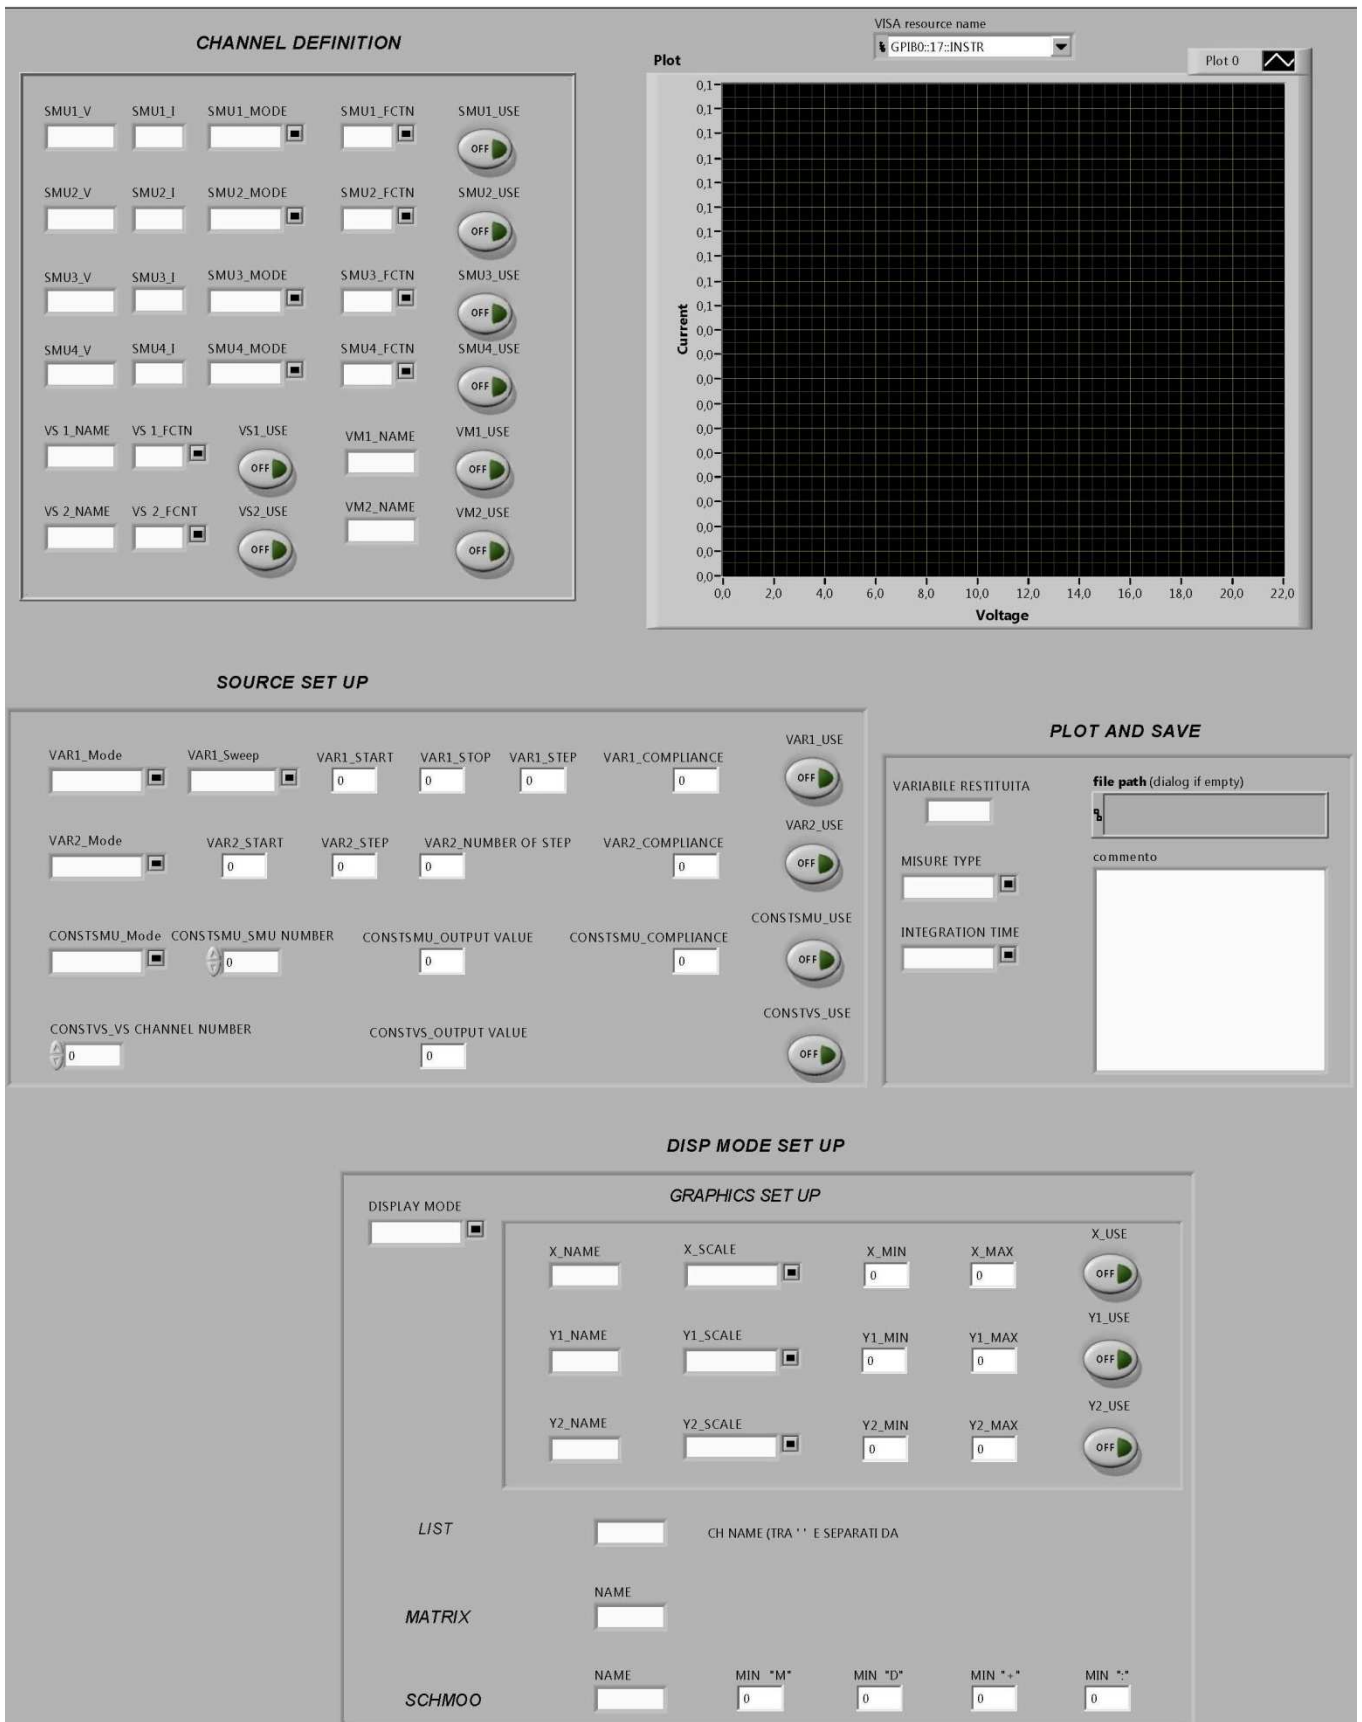 CHANNEL DEFINITION
SMU1_V SMU1_I SMU1_MODE SMU1_FCTN SMU1_USE
OFF
SMU2_V SMU2_I SMU2_MODE SMU2_FCTN SMU2_USE
OFF
SMU3_V SMU3_I SMU3_MODE SMU3_FCTN SMU3_USE
OFF
SMU4_V SMU4_I SMU4_MODE SMU4_FCTN SMU4_USE
OFF
VS 1_NAME VS 1_FCTN VS1_USE VM1_NAME VM1_USE
OFF OFF
VS 2_NAME VS 2_FCNT VS2_USE VM2_NAME VM2_USE
OFF OFF
VISA resource name
GPIB0::17::INSTR
Plot
Plot 0
0,1
0,1
0,1
0,1
0,1
0,1
0,1
0,1
0,1
0,1
0,0
0,0
0,0
0,0
0,0
0,0
0,0
0,0
0,0
0,0
0,0
Current
0,0 2,0 4,0 6,0 8,0 10,0 12,0 14,0 16,0 18,0 20,0 22,0
Voltage
SOURCE SET UP
VAR1_Mode VAR1_Sweep VAR1_START VAR1_STOP VAR1_STEP VAR1_COMPLIANCE VAR1_USE
0 0 0 0 OFF
VAR2_Mode VAR2_START VAR2_STEP VAR2_NUMBER OF STEP VAR2_COMPLIANCE VAR2_USE
0 0 0 0 OFF
CONSTSMU_Mode CONSTSMU_SMU NUMBER CONSTSMU_OUTPUT VALUE CONSTSMU_COMPLIANCE CONSTSMU_USE
0 0 0 OFF
CONSTVS_VS CHANNEL NUMBER CONSTVS_OUTPUT VALUE CONSTVS_USE
0 0 OFF
PLOT AND SAVE
VARIABILE RESTITUITA
file path (dialog if empty)
MISURE TYPE
commento
INTEGRATION TIME
DISP MODE SET UP
DISPLAY MODE
GRAPHICS SET UP
X_NAME X_SCALE X_MIN X_MAX X_USE
0 0 OFF
Y1_NAME Y1_SCALE Y1_MIN Y1_MAX Y1_USE
0 0 OFF
Y2_NAME Y2_SCALE Y2_MIN Y2_MAX Y2_USE
0 0 OFF
LIST CH NAME (TRA ' ' E SEPARATI DA
NAME
MATRIX
NAME MIN "M" MIN "D" MIN "+" MIN ":"
SCHMOO 0 0 0 0